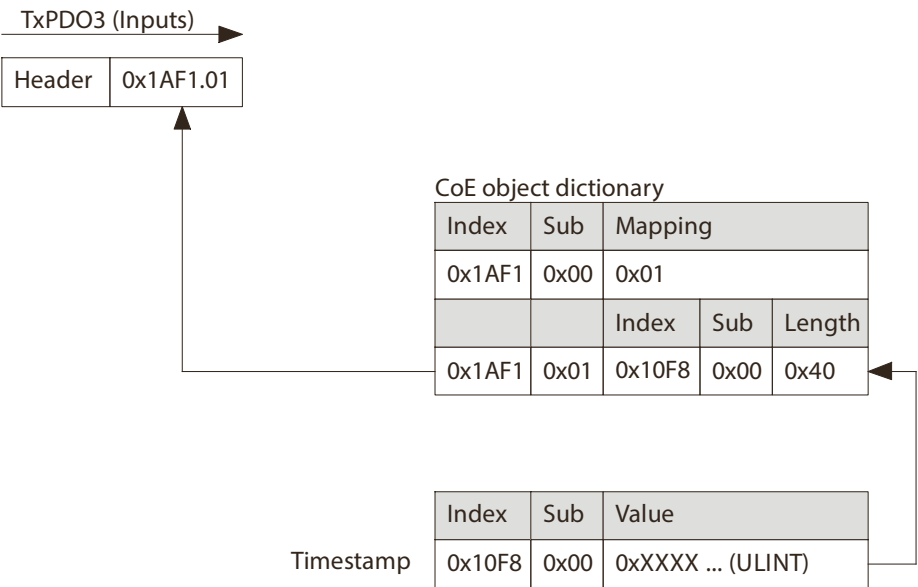 TxPDO3 (Inputs)
Header 0x1AF1.01
CoE object dictionary
Index Sub Mapping
0x1AF1 0x00 0x01
Index Sub Length
0x1AF1 0x01 0x10F8 0x00 0x40
Index Sub Value
Timestamp 0x10F8 0x00 0xXXXX ... (ULINT)